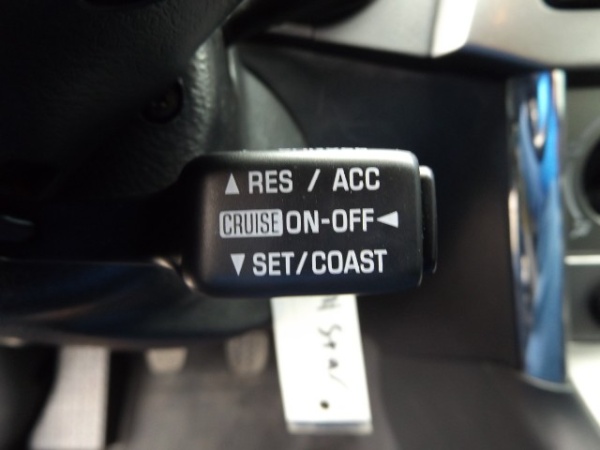 ▲ RES / ACC
CRUISE ON-OFF ◄
▼ SET/COAST